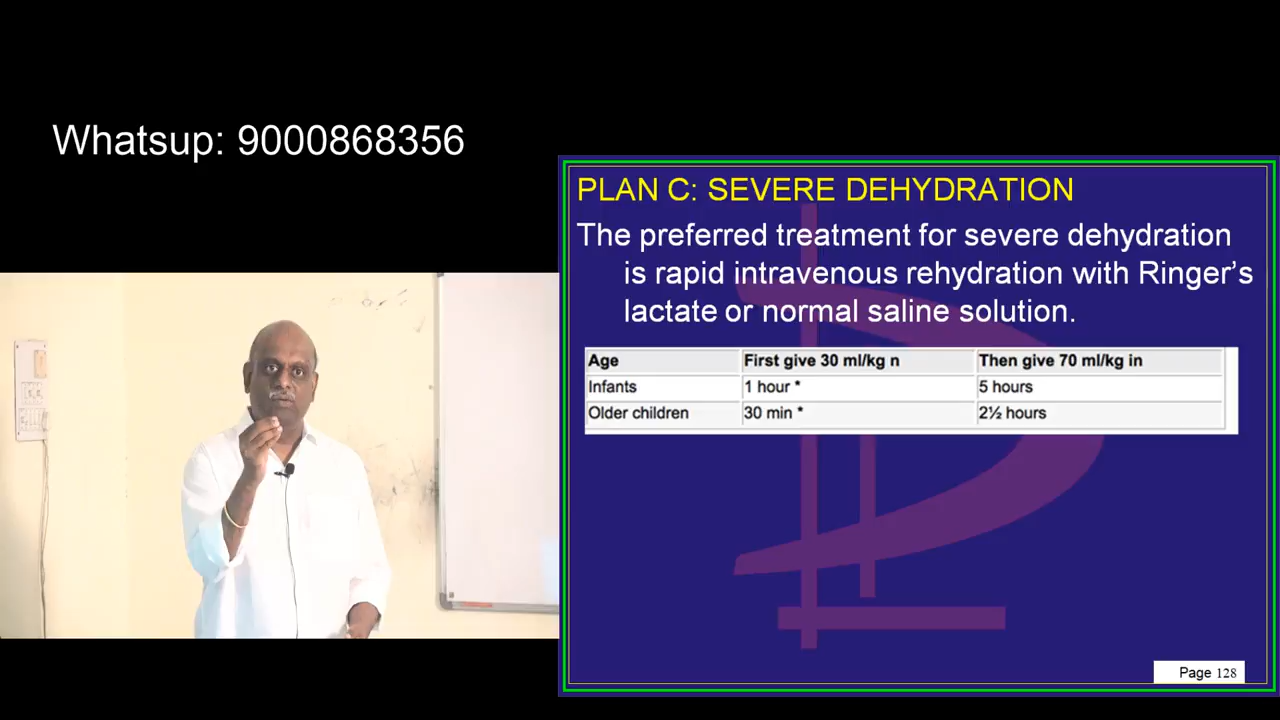 Whatsup: 9000868356
PLAN C: SEVERE DEHYDRATION
The preferred treatment for severe dehydration
is rapid intravenous rehydration with Ringer's
lactate or normal saline solution.
Age First give 30 ml/kg n Then give 70 ml/kg in
Infants 1 hour * 5 hours
Older children 30 min * 2½ hours
Page 128